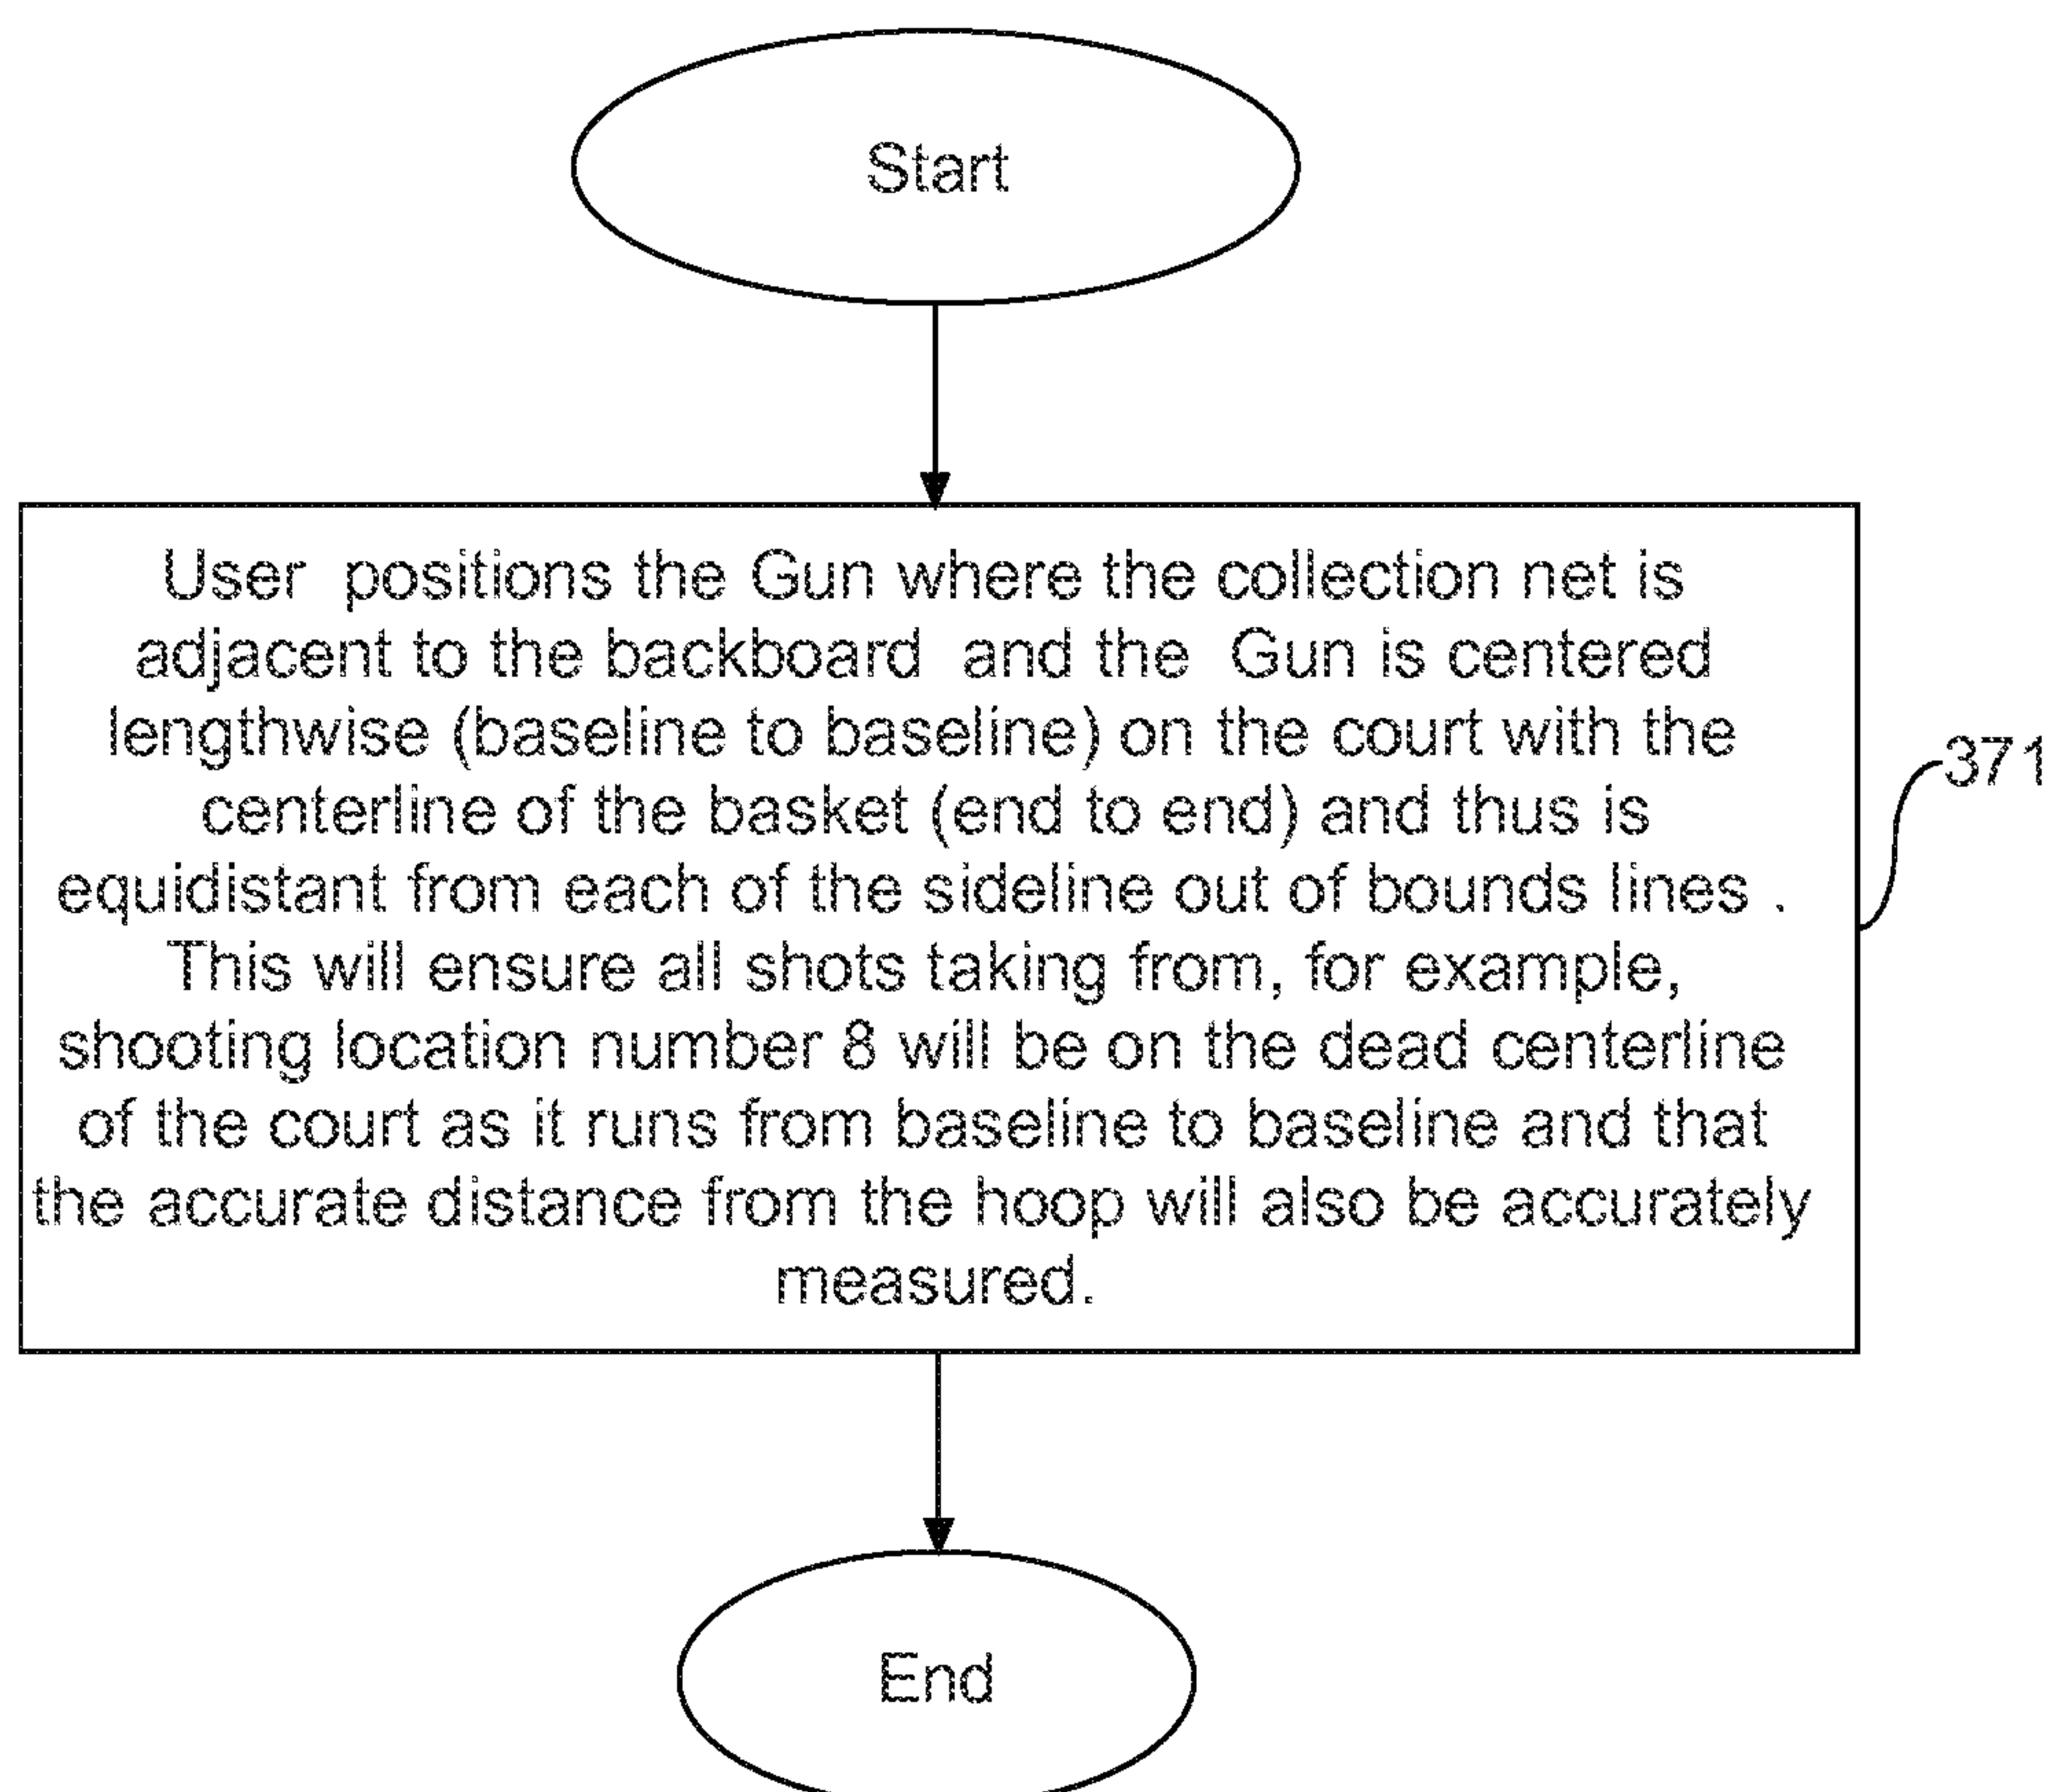 Start
User positions the Gun where the collection net is
adjacent to the backboard and the Gun is centered
lengthwise (baseline to baseline) on the court with the
centerline of the basket (end to end) and thus is
equidistant from each of the sideline out of bounds lines .
This will ensure all shots taking from, for example,
shooting location number 8 will be on the dead centerline
of the court as it runs from baseline to baseline and that
the accurate distance from the hoop will also be accurately
measured.
371
End